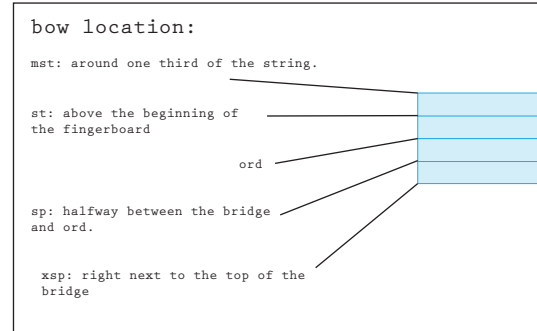 bow location:
mst: around one third of the string.
st: above the beginning of
the fingerboard
ord
sp: halfway between the bridge
and ord.
xsp: right next to the top of the
bridge